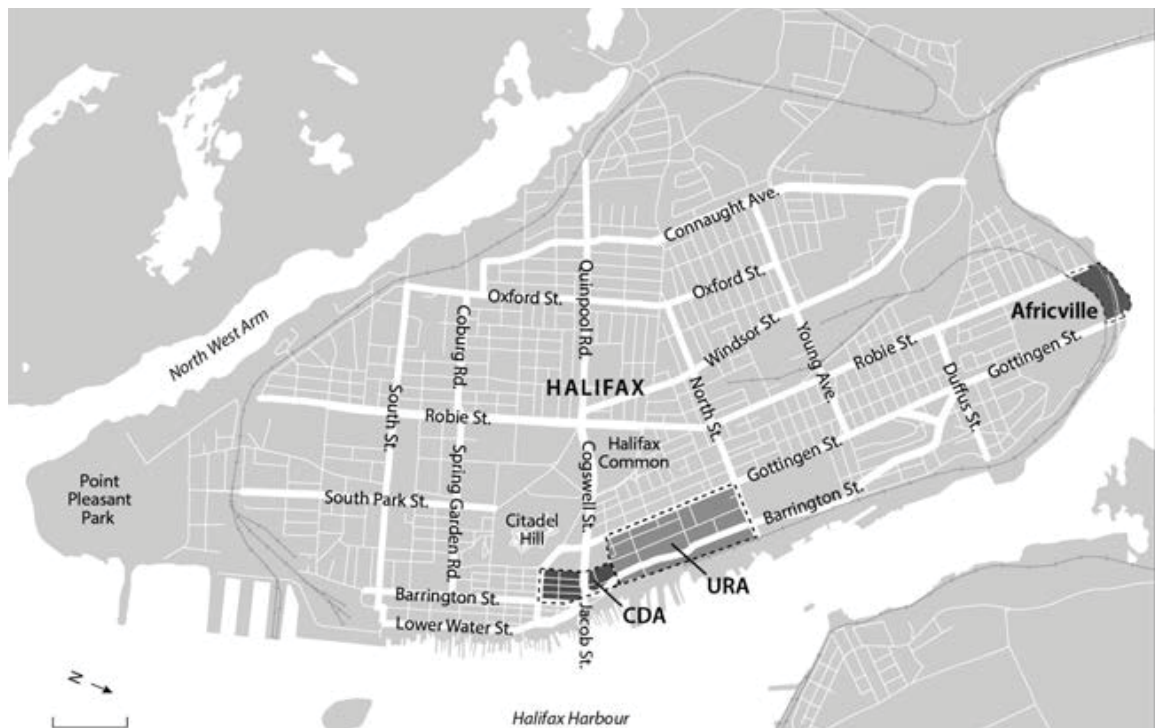 Connaught Ave.
Quinpool Rd.
Oxford St.
Oxford St.
Africville
Coburg Rd.
North West Arm
Windsor St.
Young Ave.
Robie St.
Gottingen St.
HALIFAX
South St.
Robie St.
North St.
Duffus St.
Halifax
Common
Gottingen St.
Spring Garden Rd.
Cogswell St.
Point
Pleasant
Park
South Park St.
Citadel
Hill
Barrington St.
URA
Barrington St.
CDA
Lower Water St.
Jacob St.
N
Halifax Harbour